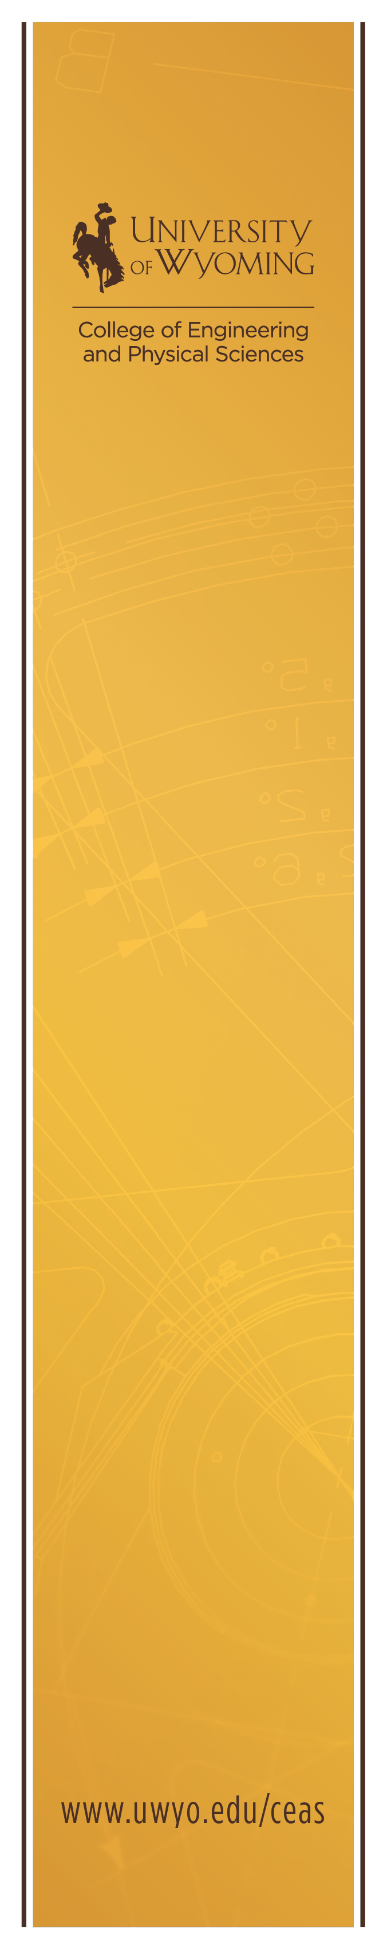 UNIVERSITY
OF WYOMING
College of Engineering
and Physical Sciences
www.uwyo.edu/ceas